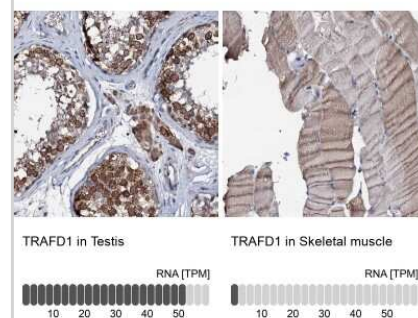 TRAFD1 in Testis
RNA [TPM]
10 20 30 40 50
TRAFD1 in Skeletal muscle
RNA [TPM]
10 20 30 40 50